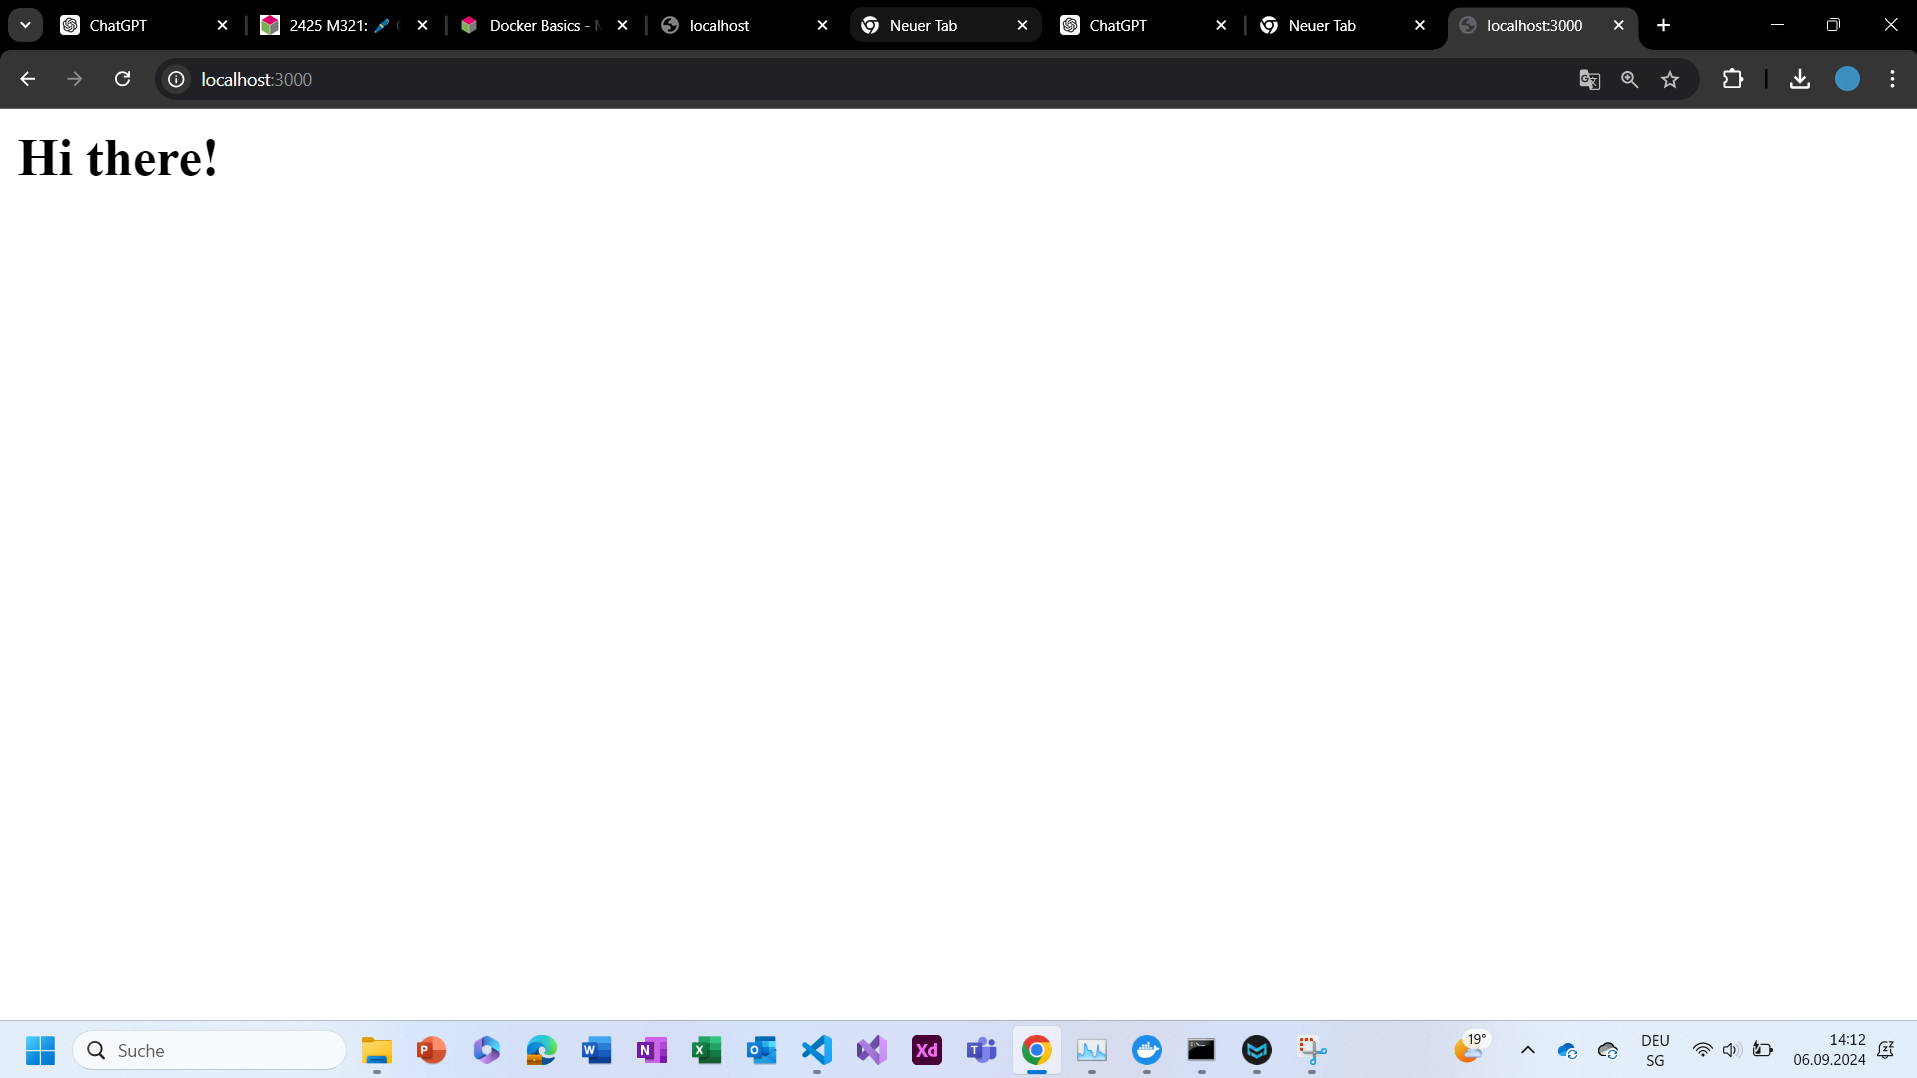 ChatGPT
2425 M321:
Docker Basics -
localhost
Neuer Tab
ChatGPT
Neuer Tab
localhost:3000
localhost:3000
Hi there!
Suche
19°
DEU
SG
14:12
06.09.2024